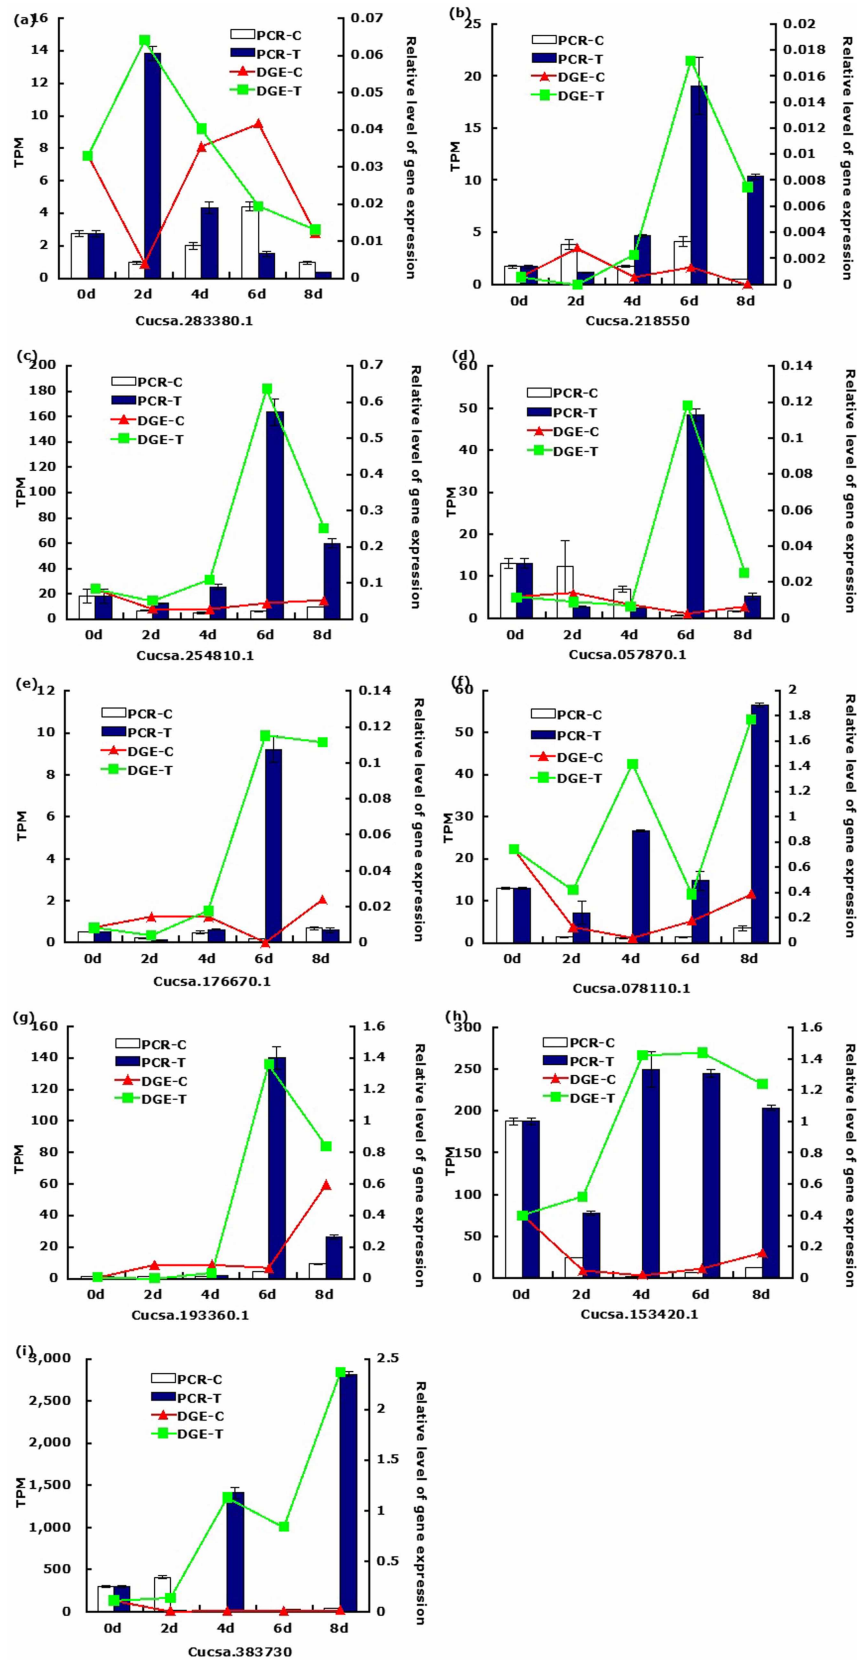 (a)
16
14
12
10
8
6
4
2
0
TPM
0.07
0.06
0.05
0.04
0.03
0.02
0.01
0
Relative level of gene expression
PCR-C
PCR-T
DGE-C
DGE-T
0d 2d 4d 6d 8d
Cucsa.283380.1
(b)
25
20
15
10
5
0
TPM
0.02
0.018
0.016
0.014
0.012
0.01
0.008
0.006
0.004
0.002
0
Relative level of gene expression
PCR-C
PCR-T
DGE-C
DGE-T
0d 2d 4d 6d 8d
Cucsa.218550
(c)
200
180
160
140
120
100
80
60
40
20
0
TPM
0.7
0.6
0.5
0.4
0.3
0.2
0.1
0
Relative level of gene expression
PCR-C
PCR-T
DGE-C
DGE-T
0d 2d 4d 6d 8d
Cucsa.254810.1
(d)
60
50
40
30
20
10
0
TPM
0.14
0.12
0.1
0.08
0.06
0.04
0.02
0
Relative level of gene expression
PCR-C
PCR-T
DGE-C
DGE-T
0d 2d 4d 6d 8d
Cucsa.057870.1
(e)
12
10
8
6
4
2
0
TPM
0.14
0.12
0.1
0.08
0.06
0.04
0.02
0
Relative level of gene expression
PCR-C
PCR-T
DGE-C
DGE-T
0d 2d 4d 6d 8d
Cucsa.176670.1
(f)
60
50
40
30
20
10
0
TPM
2
1.8
1.6
1.4
1.2
1
0.8
0.6
0.4
0.2
0
Relative level of gene expression
PCR-C
PCR-T
DGE-C
DGE-T
0d 2d 4d 6d 8d
Cucsa.078110.1
(g)
160
140
120
100
80
60
40
20
0
TPM
1.6
1.4
1.2
1
0.8
0.6
0.4
0.2
0
Relative level of gene expression
PCR-C
PCR-T
DGE-C
DGE-T
0d 2d 4d 6d 8d
Cucsa.193360.1
(h)
300
250
200
150
100
50
0
TPM
1.6
1.4
1.2
1
0.8
0.6
0.4
0.2
0
Relative level of gene expression
PCR-C
PCR-T
DGE-C
DGE-T
0d 2d 4d 6d 8d
Cucsa.153420.1
(i)
3,000
2,500
2,000
1,500
1,000
500
0
TPM
2.5
2
1.5
1
0.5
0
Relative level of gene expression
PCR-C
PCR-T
DGE-C
DGE-T
0d 2d 4d 6d 8d
Cucsa.383730